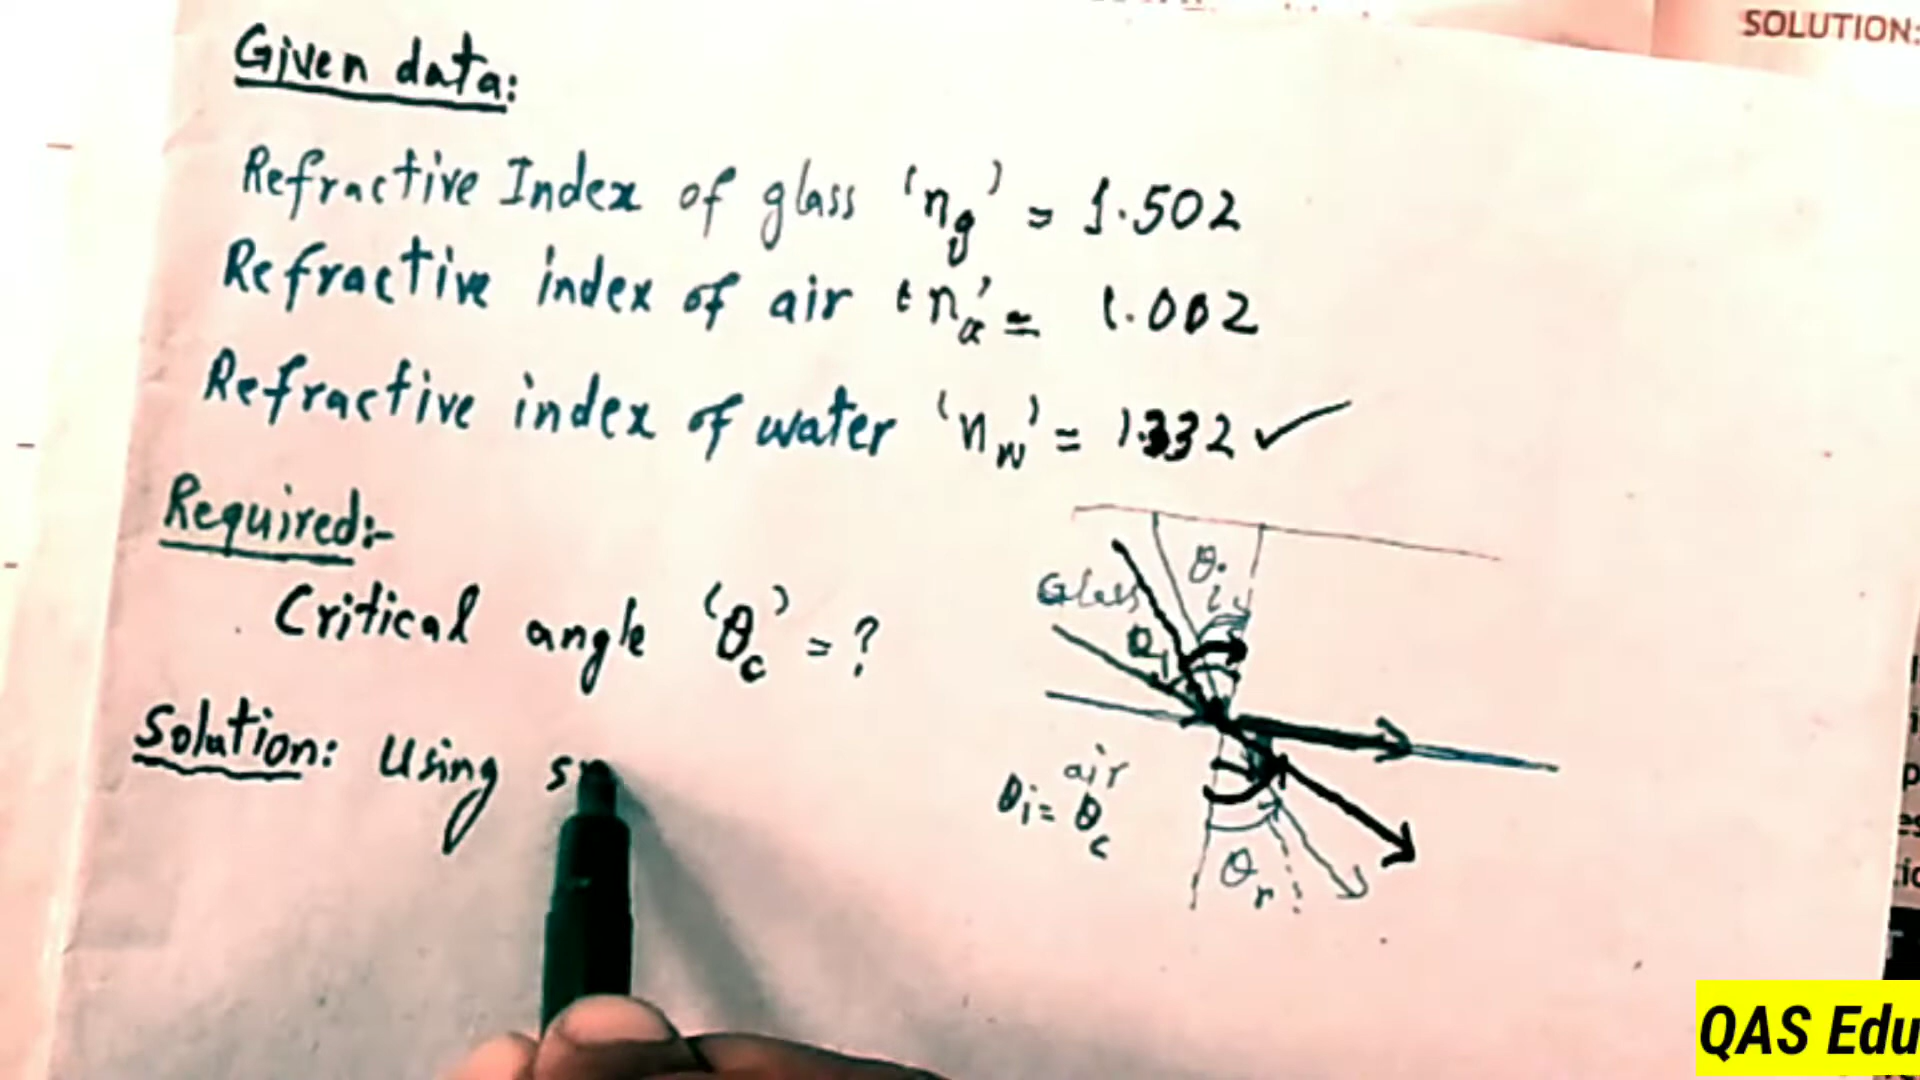 SOLUTION:
Given data:
Refractive Index of glass 'ng' = 1.502
Refractive index of air 'na' = 1.002
Refractive index of water 'nw' = 1.332 ✓
Required:-
Critical angle 'θc' = ?
Solution: Using
θi
Glass
air
θi = θc
θr
QAS Edu